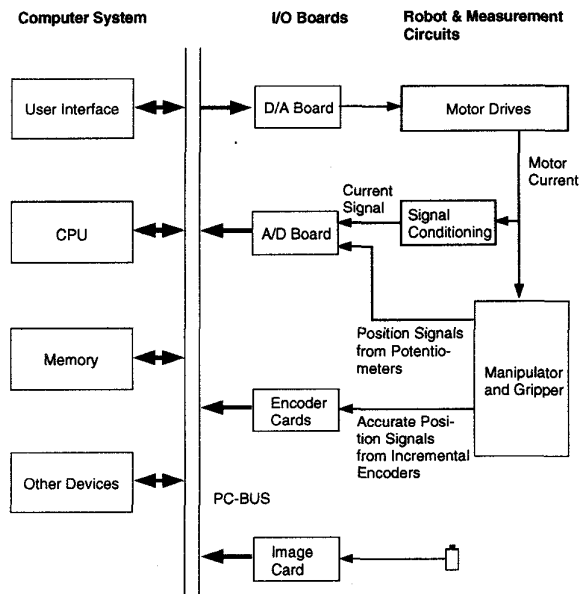 Computer System
I/O Boards
Robot & Measurement
Circuits
User Interface
D/A Board
Motor Drives
Motor
Current
Current
Signal
Signal
Conditioning
CPU
A/D Board
Position Signals
from Potentio-
meters
Memory
Manipulator
and Gripper
Encoder
Cards
Accurate Posi-
tion Signals
from Incremental
Encoders
Other Devices
PC-BUS
Image
Card